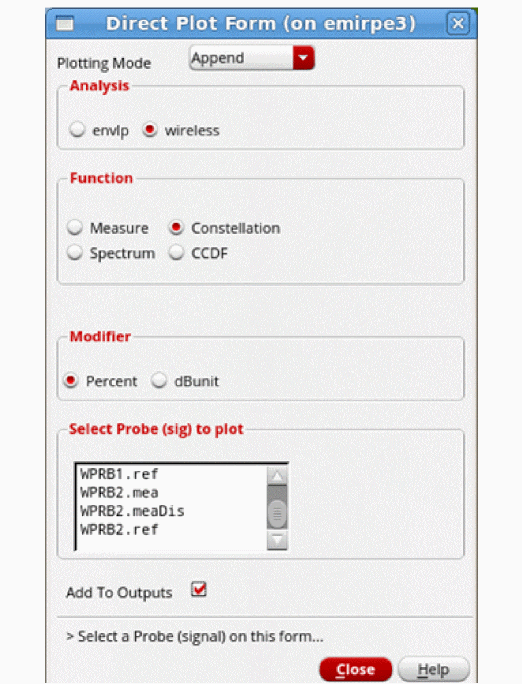 Direct Plot Form (on emirpe3)
Plotting Mode Append
Analysis
envlp wireless
Function
Measure Constellation
Spectrum CCDF
Modifier
Percent dBunit
Select Probe (sig) to plot
WPRB1.ref
WPRB2.mea
WPRB2.meaDis
WPRB2.ref
Add To Outputs
> Select a Probe (signal) on this form...
Close Help